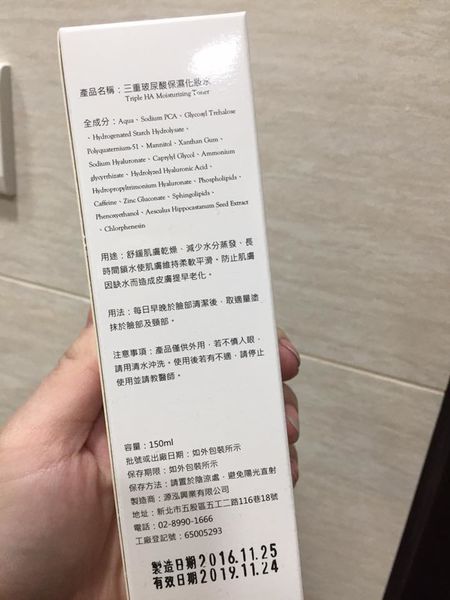 產品名稱：三重玻尿酸保濕化妝水
Triple HA Moisturizing Toner
全成分：Aqua、Sodium PCA、Glycosyl Trehalose
、Hydrogenated Starch Hydrolysate、
Polyquaternium-51、Mannitol、Xanthan Gum、
Sodium Hyaluronate、Caprylyl Glycol、Ammonium
glycyrrhizate、Hydrolyzed Hyaluronic Acid、
Hydroxypropyltrimonium Hyaluronate、Phospholipids、
Caffeine、Zinc Gluconate、Sphingolipids、
Phenoxyethanol、Aesculus Hippocastanum Seed Extract
、Chlorphenesin
用途：舒緩肌膚乾燥、減少水分蒸發、長
時間鎖水使肌膚維持柔軟平滑。防止肌膚
因缺水而造成皮膚提早老化。
用法：每日早晚於臉部清潔後，取適量塗
抹於臉部及頸部。
注意事項：產品僅供外用，若不慎入眼，
請用清水沖洗。使用後若有不適，請停止
使用並請教醫師。
容量：150ml
批號或出廠日期：如外包裝所示
保存期限：如外包裝所示
保存方法：請置於陰涼處，避免陽光直射
製造商：源泓興業有限公司
地址：新北市五股區五工二路116巷18號
電話：02-8990-1666
工廠登記號：65005293
製造日期2016.11.25
有效日期2019.11.24